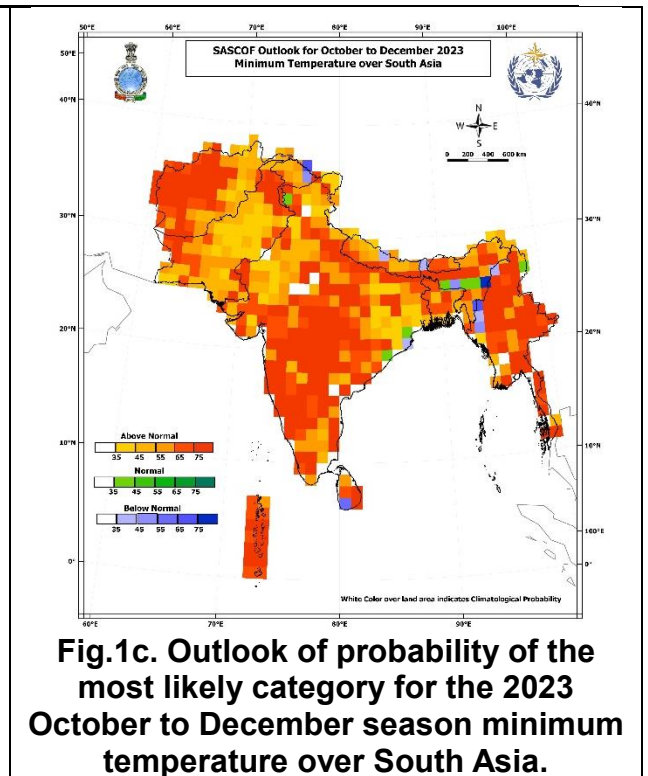 50°E 60°E 70°E 80°E 90°E 100°E
SASCOF Outlook for October to December 2023
Minimum Temperature over South Asia
50°N
40°N
40°N
N
W E
S
0 200 400 600 km
30°N
30°N
20°N
20°N
10°N
10°N
Above Normal
35 45 55 65 75
Normal
35 45 55 65 75
Below Normal
35 45 55 65 75
100°E
0°
0°
White Color over land area indicates Climatological Probability
60°E 70°E 80°E 90°E
Fig.1c. Outlook of probability of the
most likely category for the 2023
October to December season minimum
temperature over South Asia.